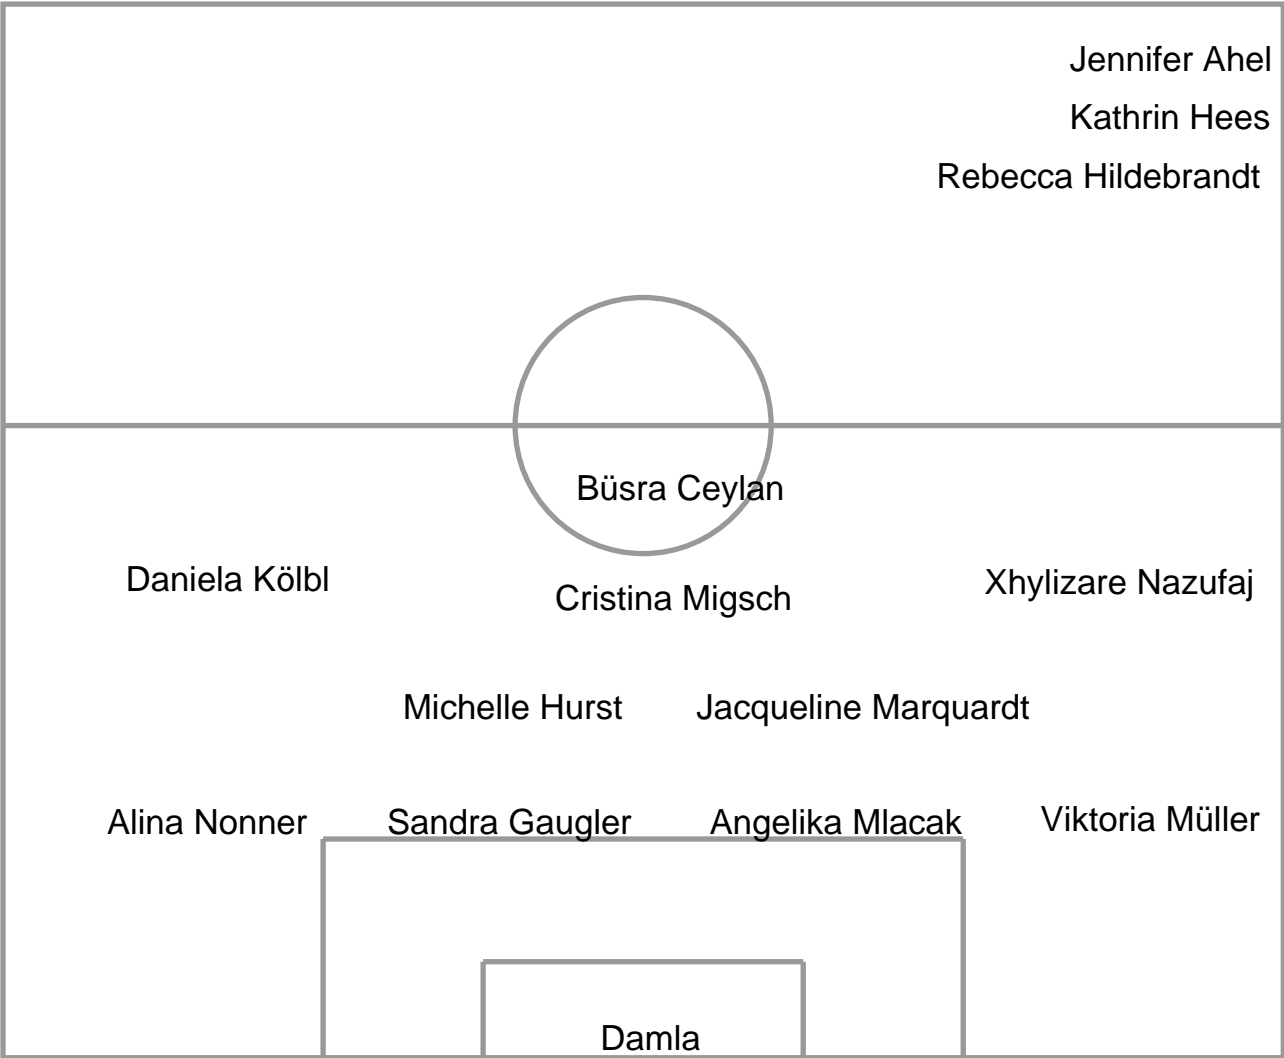 Jennifer Ahel
Kathrin Hees
Rebecca Hildebrandt
Büsra Ceylan
Daniela Kölbl
Cristina Migsch
Xhylizare Nazufaj
Michelle Hurst
Jacqueline Marquardt
Alina Nonner
Sandra Gaugler
Angelika Mlacak
Viktoria Müller
Damla